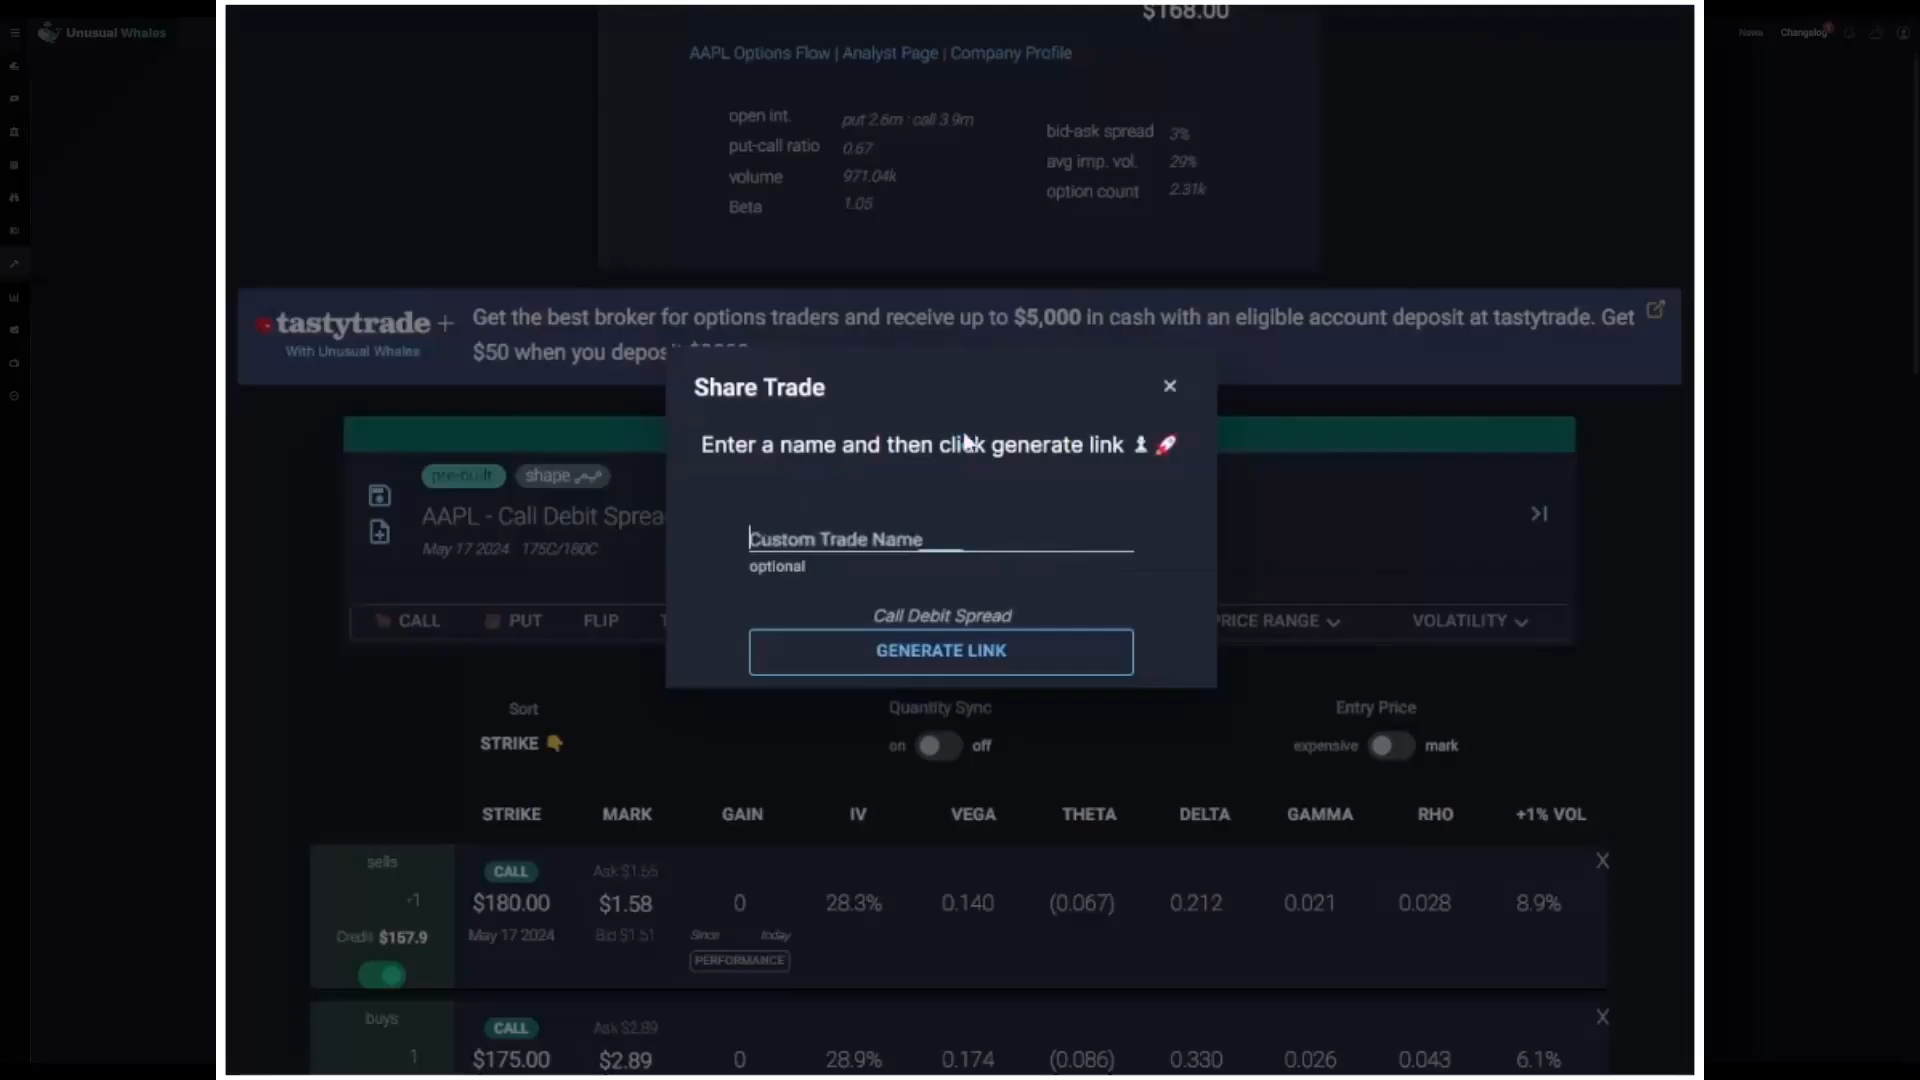 Unusual Whales
News
Changelog
$168.00
AAPL Options Flow | Analyst Page | Company Profile
open int. put 2.6m · call 3.9m
put-call ratio 0.67
volume 971.04k
Beta 1.05
bid-ask spread 3%
avg imp. vol. 29%
option count 2.31k
tastytrade +
With Unusual Whales
Get the best broker for options traders and receive up to $5,000 in cash with an eligible account deposit at tastytrade. Get
$50 when you deposit
Share Trade
×
Enter a name and then click generate link
Custom Trade Name
optional
Call Debit Spread
GENERATE LINK
pre-built
shape
AAPL - Call Debit Sprea
May 17 2024 175C/180C
CALL PUT FLIP
PRICE RANGE VOLATILITY
Sort
STRIKE
Quantity Sync
on off
Entry Price
expensive mark
STRIKE MARK GAIN IV VEGA THETA DELTA GAMMA RHO +1% VOL
sells
-1
Credit $157.9
CALL
$180.00
May 17 2024
Ask $1.65
$1.58
Bid $1.51
0
Since today
PERFORMANCE
28.3% 0.140 (0.067) 0.212 0.021 0.028 8.9%
X
buys
1
CALL
$175.00
Ask $2.89
$2.89
0 28.9% 0.174 (0.086) 0.330 0.026 0.043 6.1%
X